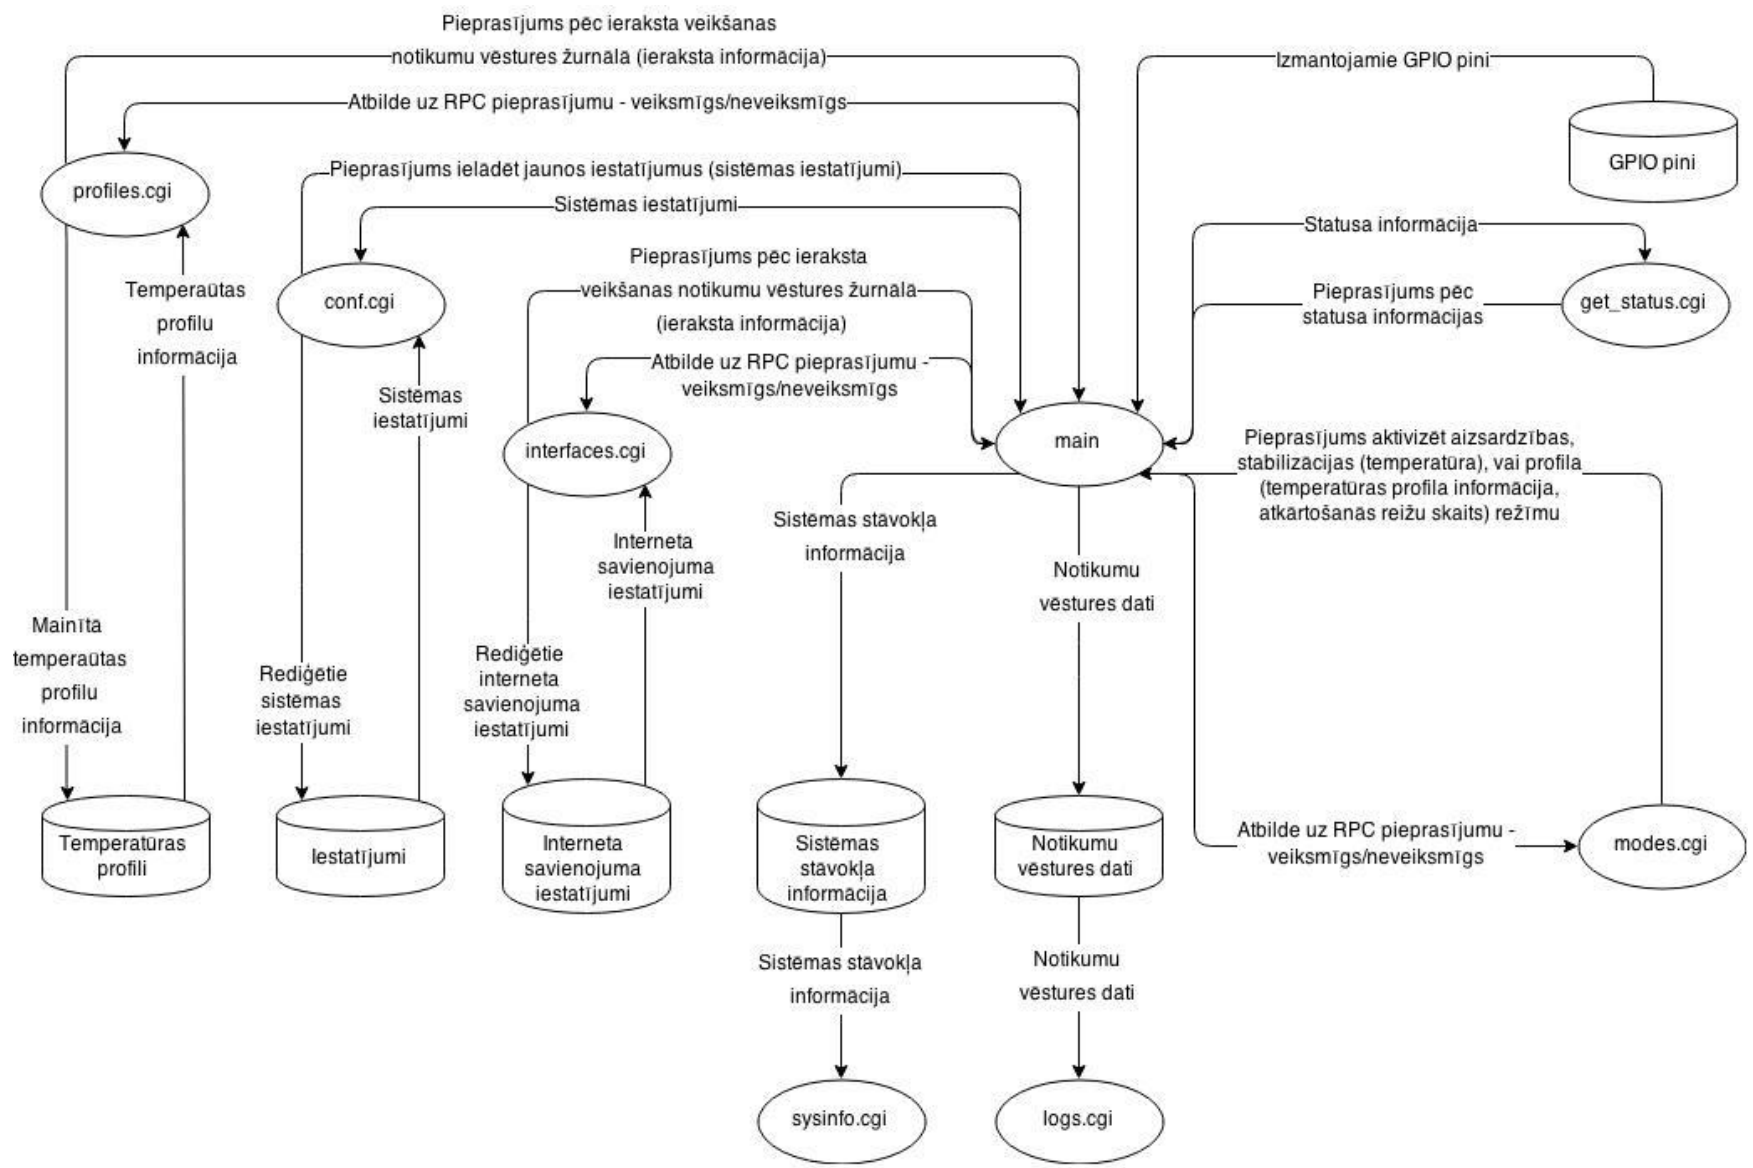 Pieprasījums pēc ieraksta veikšanas
notikumu vēstures žurnālā (ieraksta informācija)
Izmantojamie GPIO pini
Atbilde uz RPC pieprasījumu - veiksmīgs/neveiksmīgs
GPIO pini
profiles.cgi
Pieprasījums ielādēt jaunos iestatījumus (sistēmas iestatījumi)
Sistēmas iestatījumi
Statusa informācija
Temperaūtas
profilu
informācija
conf.cgi
Pieprasījums pēc ieraksta
veikšanas notikumu vēstures žurnālā
(ieraksta informācija)
Pieprasījums pēc
statusa informācijas
get_status.cgi
Atbilde uz RPC pieprasījumu -
veiksmīgs/neveiksmīgs
Sistēmas
iestatījumi
interfaces.cgi
main
Pieprasījums aktivizēt aizsardzības,
stabilizācijas (temperatūra), vai profila
(temperatūras profila informācija,
atkārtošanās reižu skaits) režīmu
Sistēmas stāvokļa
informācija
Interneta
savienojuma
iestatījumi
Notikumu
vēstures dati
Mainītā
temperaūtas
profilu
informācija
Rediģētie
sistēmas
iestatījumi
Rediģētie
interneta
savienojuma
iestatījumi
Temperatūras
profili
Iestatījumi
Interneta
savienojuma
iestatījumi
Sistēmas
stāvokļa
informācija
Notikumu
vēstures dati
Atbilde uz RPC pieprasījumu -
veiksmīgs/neveiksmīgs
modes.cgi
Sistēmas stāvokļa
informācija
Notikumu
vēstures dati
sysinfo.cgi
logs.cgi